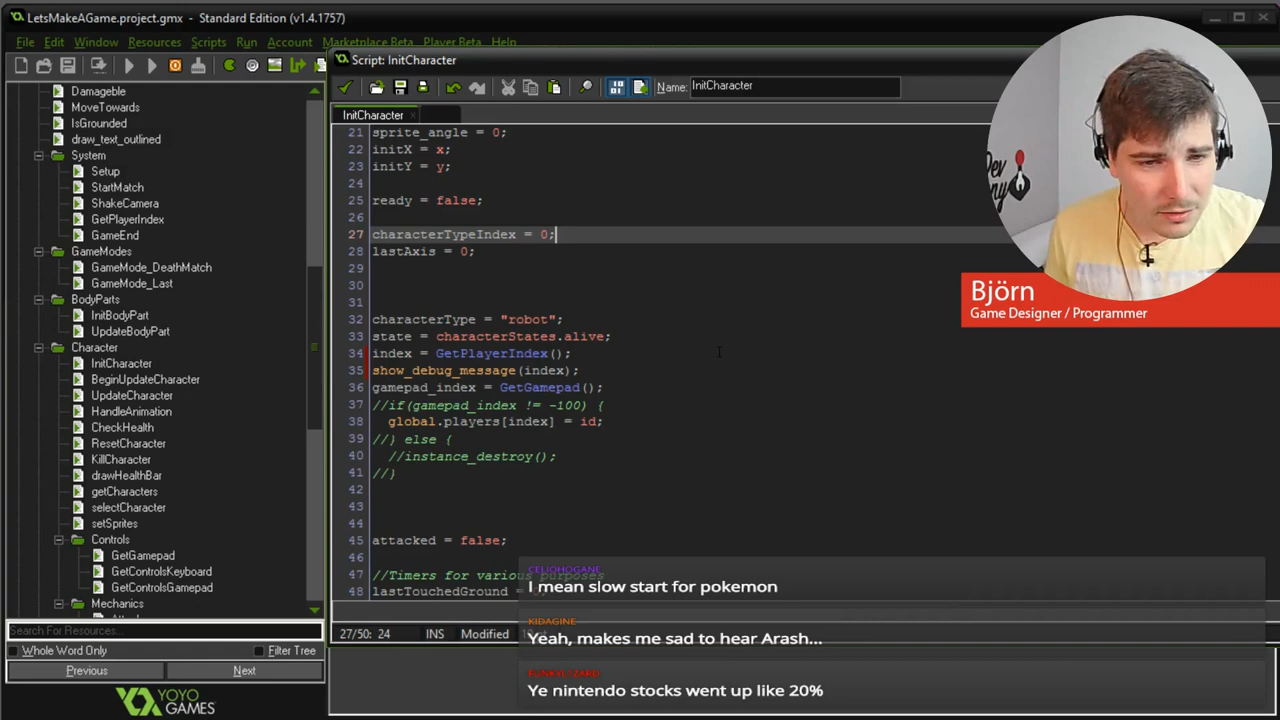 LetsMakeAGame.project.gmx - Standard Edition (v1.4.1757)
File Edit Window Resources Scripts Run Account Marketplace Beta Player Beta Help
Script: InitCharacter
Name: InitCharacter
InitCharacter
Damageable
MoveTowards
IsGrounded
draw_text_outlined
System
Setup
StartMatch
ShakeCamera
GetPlayerIndex
GameEnd
GameModes
GameMode_DeathMatch
GameMode_Last
BodyParts
InitBodyPart
UpdateBodyPart
Character
InitCharacter
BeginUpdateCharacter
UpdateCharacter
HandleAnimation
CheckHealth
ResetCharacter
KillCharacter
drawHealthBar
getCharacters
selectCharacter
setSprites
Controls
GetGamepad
GetControlsKeyboard
GetControlsGamepad
Mechanics
Search For Resources...
Whole Word Only
Filter Tree
Previous
Next
YOYO
GAMES
21 sprite_angle = 0;
22 initX = x;
23 initY = y;
24
25 ready = false;
26
27 characterTypeIndex = 0;
28 lastAxis = 0;
29
30
31
32 characterType = "robot";
33 state = characterStates.alive;
34 index = GetPlayerIndex();
35 show_debug_message(index);
36 gamepad_index = GetGamepad();
37 //if(gamepad_index != -100) {
38 global.players[index] = id;
39 //} else {
40 //instance_destroy();
41 //}
42
43
44
45 attacked = false;
46
47 //Timers for various purposes
48 lastTouchedGround =
27/50: 24 INS Modified
Björn
Game Designer / Programmer
CELIOHOGANE
I mean slow start for pokemon
KIDAGINE
Yeah, makes me sad to hear Arash...
FUNKYLIZARD
Ye nintendo stocks went up like 20%